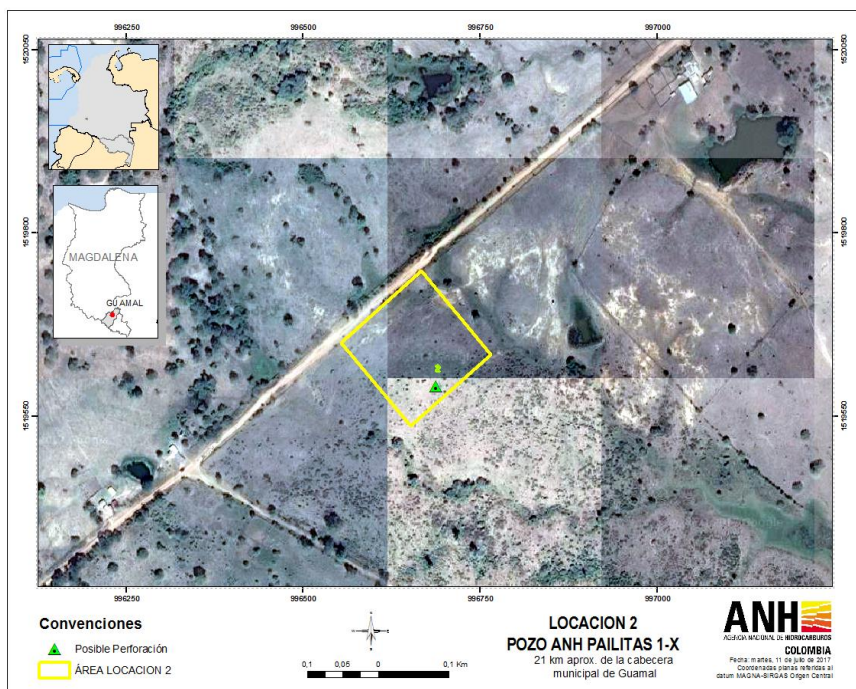 996250 996500 996750 997000
1520050 1520050
1519800 1519800
1519550 1519550
996250 996500 996750 997000
MAGDALENA
GUAMAL
2
Convenciones
Posible Perforación
ÁREA LOCACION 2
0,1 0,05 0 0,1 Km
LOCACION 2
POZO ANH PAILITAS 1-X
21 km aprox. de la cabecera
municipal de Guamal
ANH
AGENCIA NACIONAL DE HIDROCARBUROS
COLOMBIA
Fecha: martes, 11 de julio de 2017
Coordenadas planas referidas al
datum MAGNA-SIRGAS Origen Central